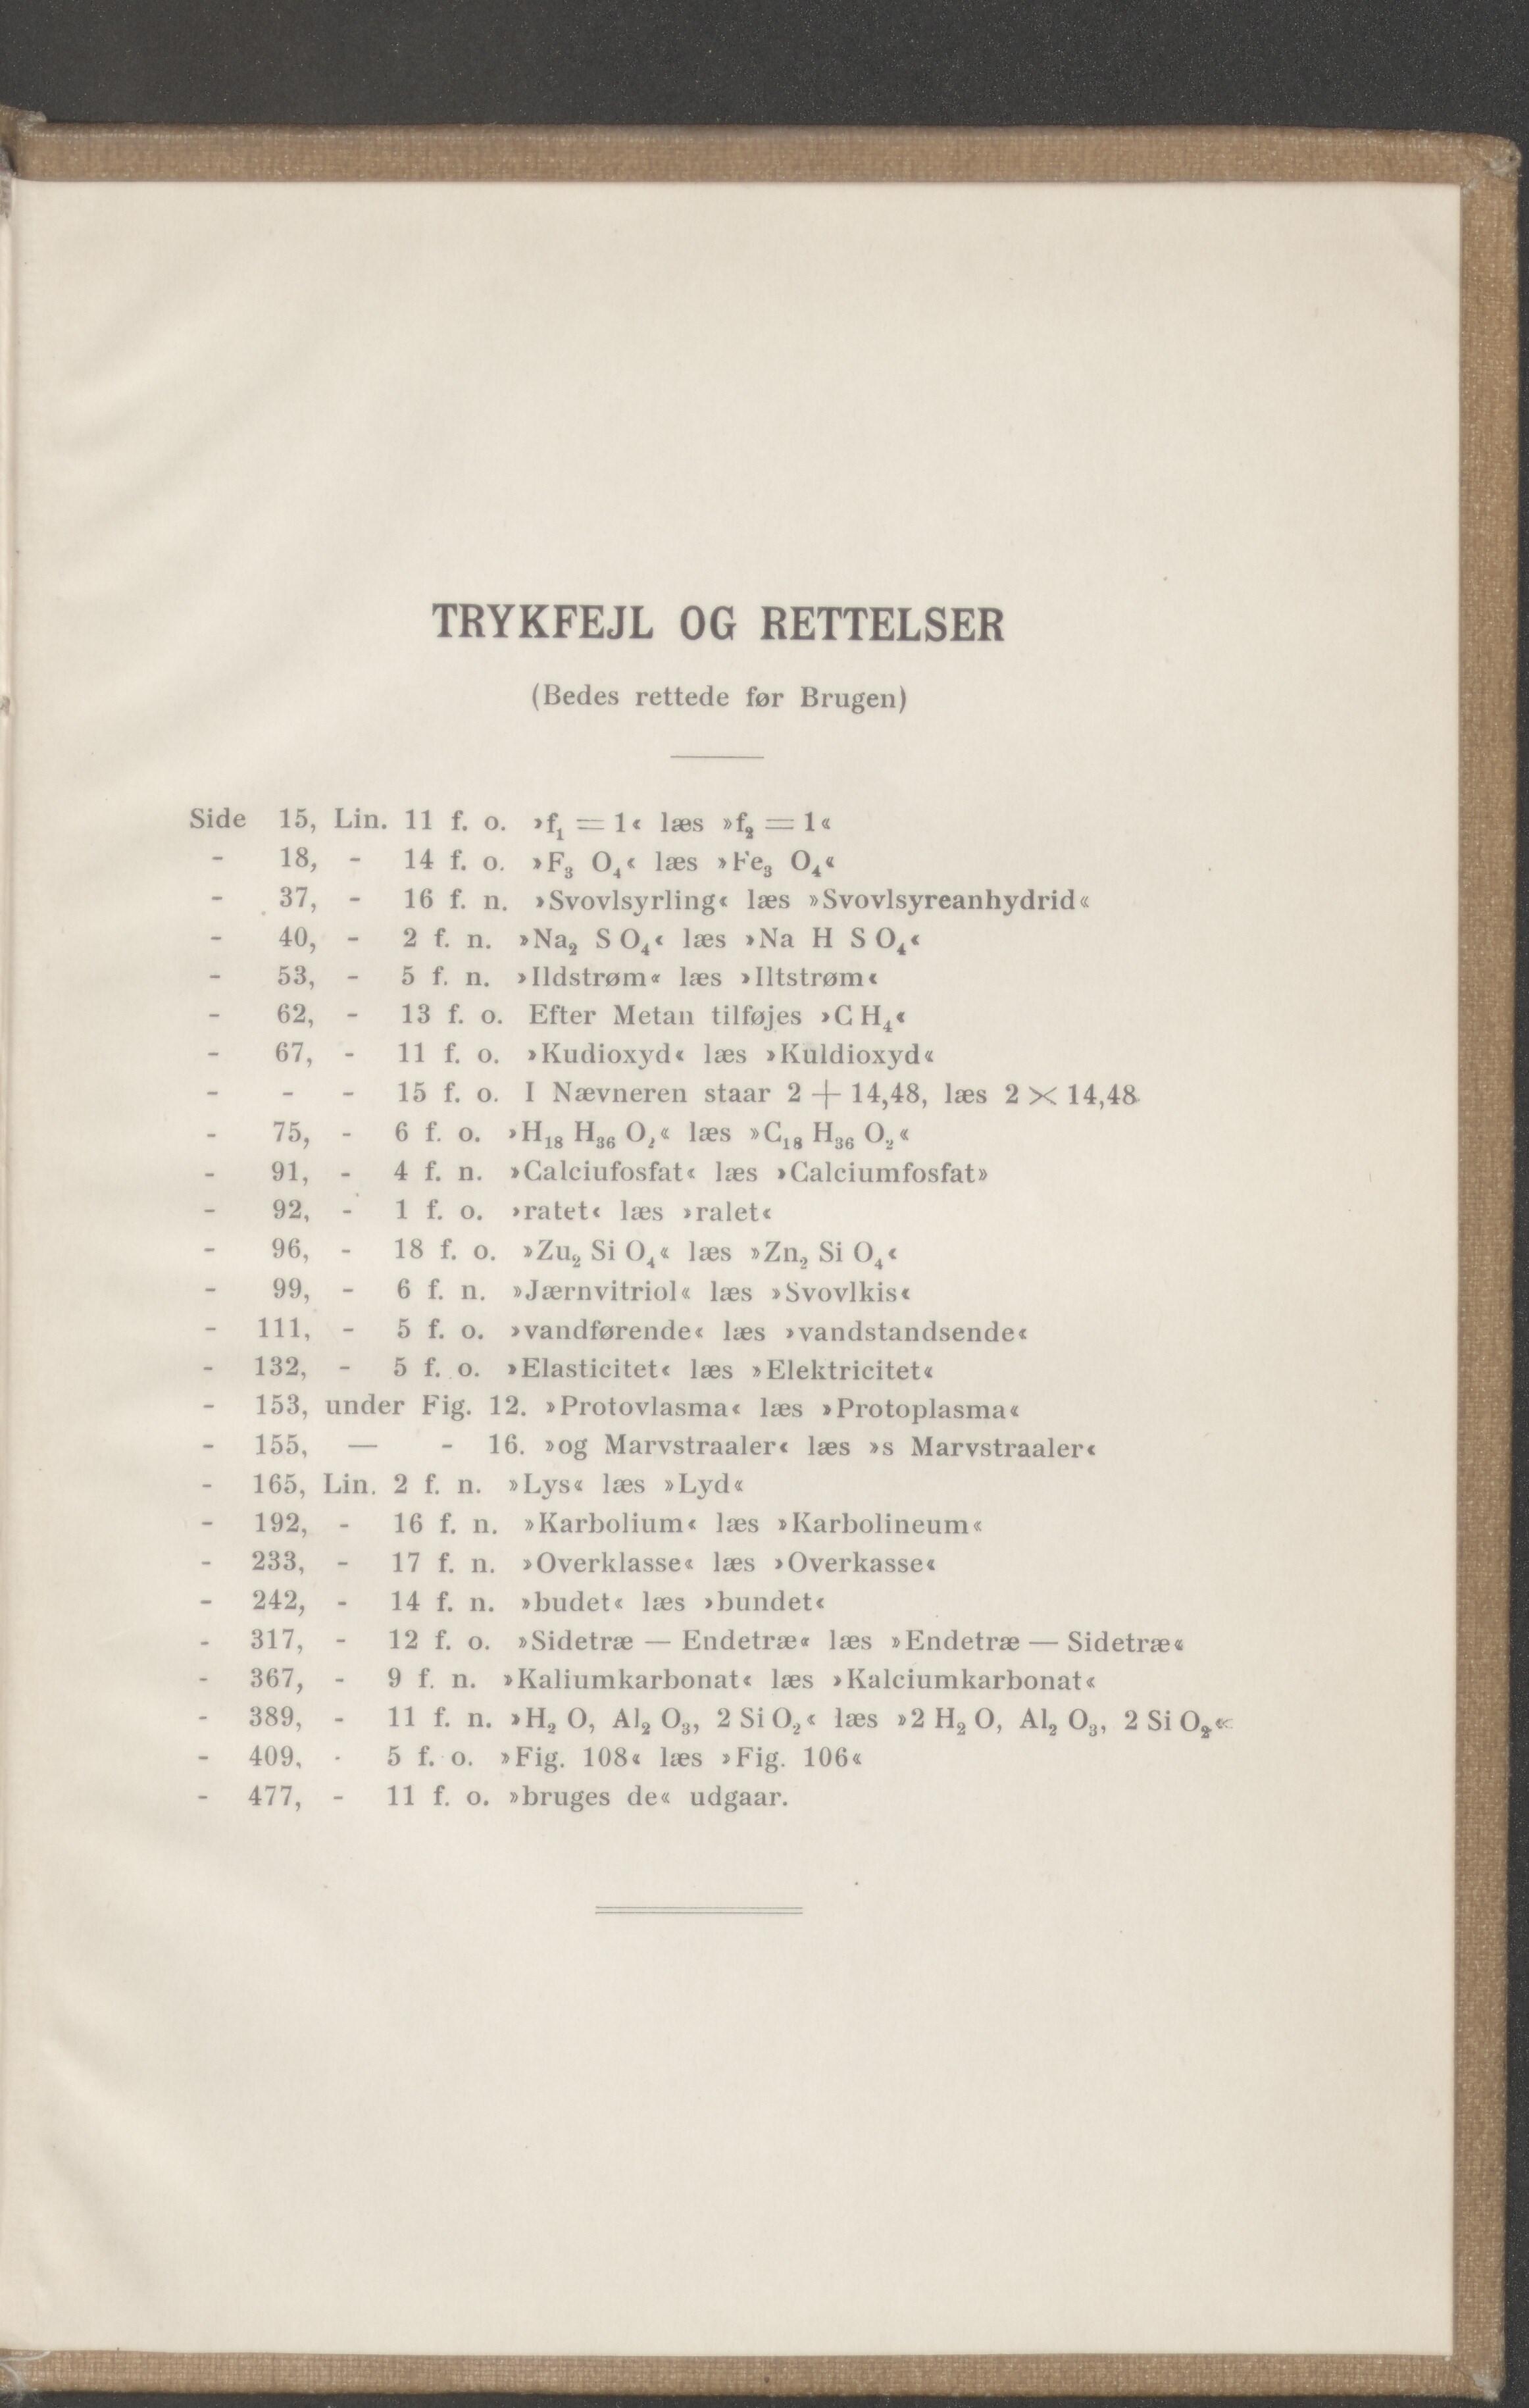 TRYKFEJL OG RETTELSER
(Bedes rettede før Brugen)
Side 15, Lin. 11 f. o. »f₁ = 1« læs »f₂ = 1«
- 18, - 14 f. o. »F₃ O₄« læs »Fe₃ O₄«
- 37, - 16 f. n. »Svovlsyrling« læs »Svovlsyreanhydrid«
- 40, - 2 f. n. »Na₂ S O₄« læs »Na H S O₄«
- 53, - 5 f. n. »Ildstrøm« læs »Iltstrøm«
- 62, - 13 f. o. Efter Metan tilføjes »C H₄«
- 67, - 11 f. o. »Kudioxyd« læs »Kuldioxyd«
- - - 15 f. o. I Nævneren staar 2 + 14,48, læs 2 × 14,48.
- 75, - 6 f. o. »H₁₈ H₃₆ O₂« læs »C₁₈ H₃₆ O₂«
- 91, - 4 f. n. »Calciufosfat« læs »Calciumfosfat»
- 92, - 1 f. o. »ratet« læs »ralet«
- 96, - 18 f. o. »Zu₂ Si O₄« læs »Zn₂ Si O₄«
- 99, - 6 f. n. »Jærnvitriol« læs »Svovlkis«
- 111, - 5 f. o. »vandførende« læs »vandstandsende«
- 132, - 5 f. o. »Elasticitet« læs »Elektricitet«
- 153, under Fig. 12. »Protovlasma« læs »Protoplasma«
- 155, — - 16. »og Marvstraaler« læs »s Marvstraaler«
- 165, Lin. 2 f. n. »Lys« læs »Lyd«
- 192, - 16 f. n. »Karbolium« læs »Karbolineum«
- 233, - 17 f. n. »Overklasse« læs »Overkasse«
- 242, - 14 f. n. »budet« læs »bundet«
- 317, - 12 f. o. »Sidetræ — Endetræ« læs »Endetræ — Sidetræ«
- 367, - 9 f. n. »Kaliumkarbonat« læs »Kalciumkarbonat«
- 389, - 11 f. n. »H₂ O, Al₂ O₃, 2 Si O₂« læs »2 H₂ O, Al₂ O₃, 2 Si O₂«
- 409, - 5 f. o. »Fig. 108« læs »Fig. 106«
- 477, - 11 f. o. »bruges de« udgaar.